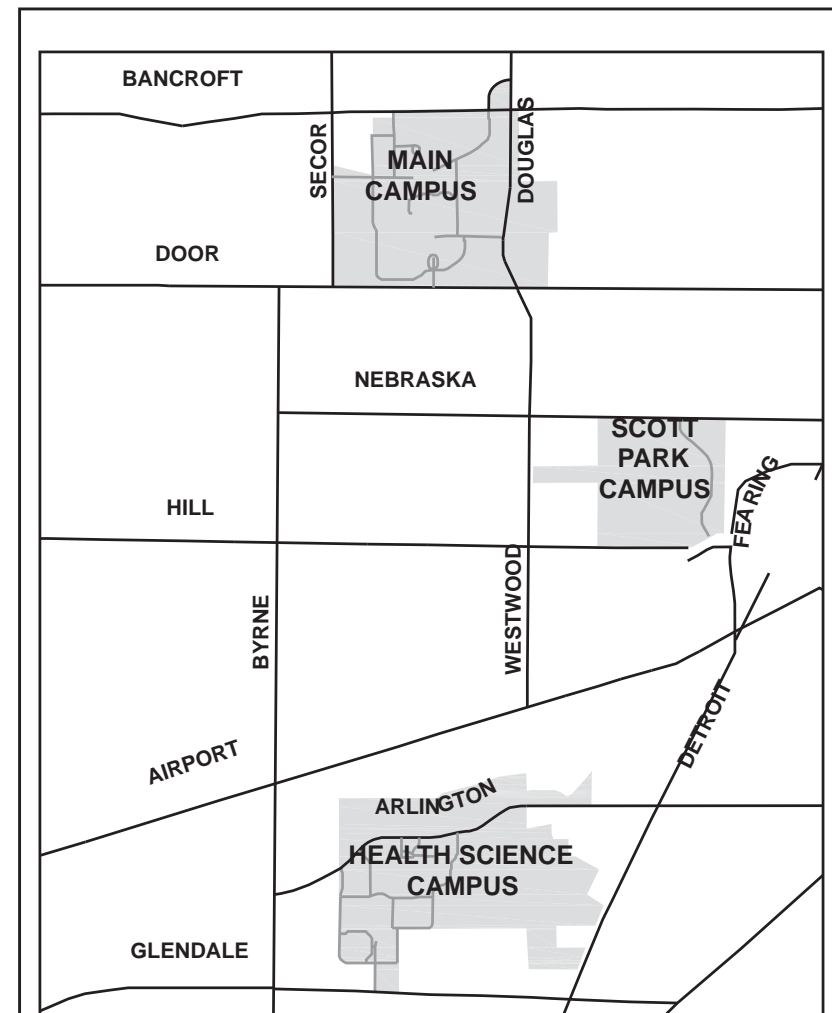 BANCROFT
SECOR
DOUGLAS
MAIN
CAMPUS
DOOR
NEBRASKA
SCOTT
PARK
CAMPUS
FEARING
HILL
BYRNE
WESTWOOD
DETROIT
AIRPORT
ARLINGTON
HEALTH SCIENCE
CAMPUS
GLENDALE